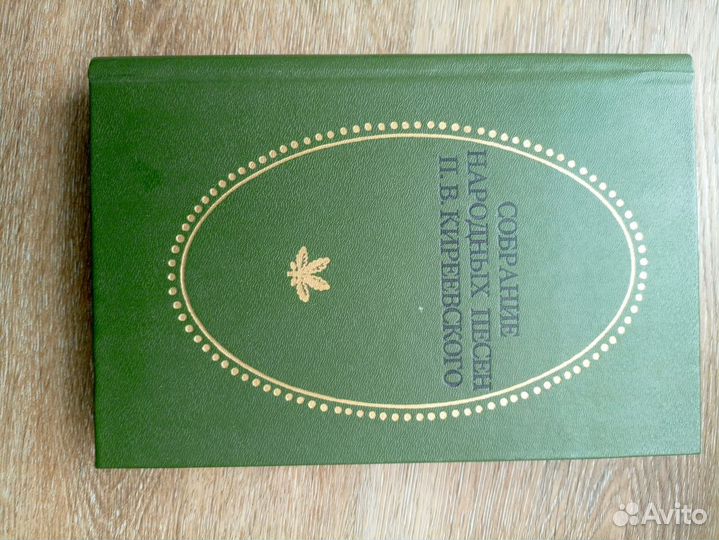 СОБРАНИЕ
НАРОДНЫХ ПЕСЕН
П. В. КИРЕЕВСКОГО
Avito